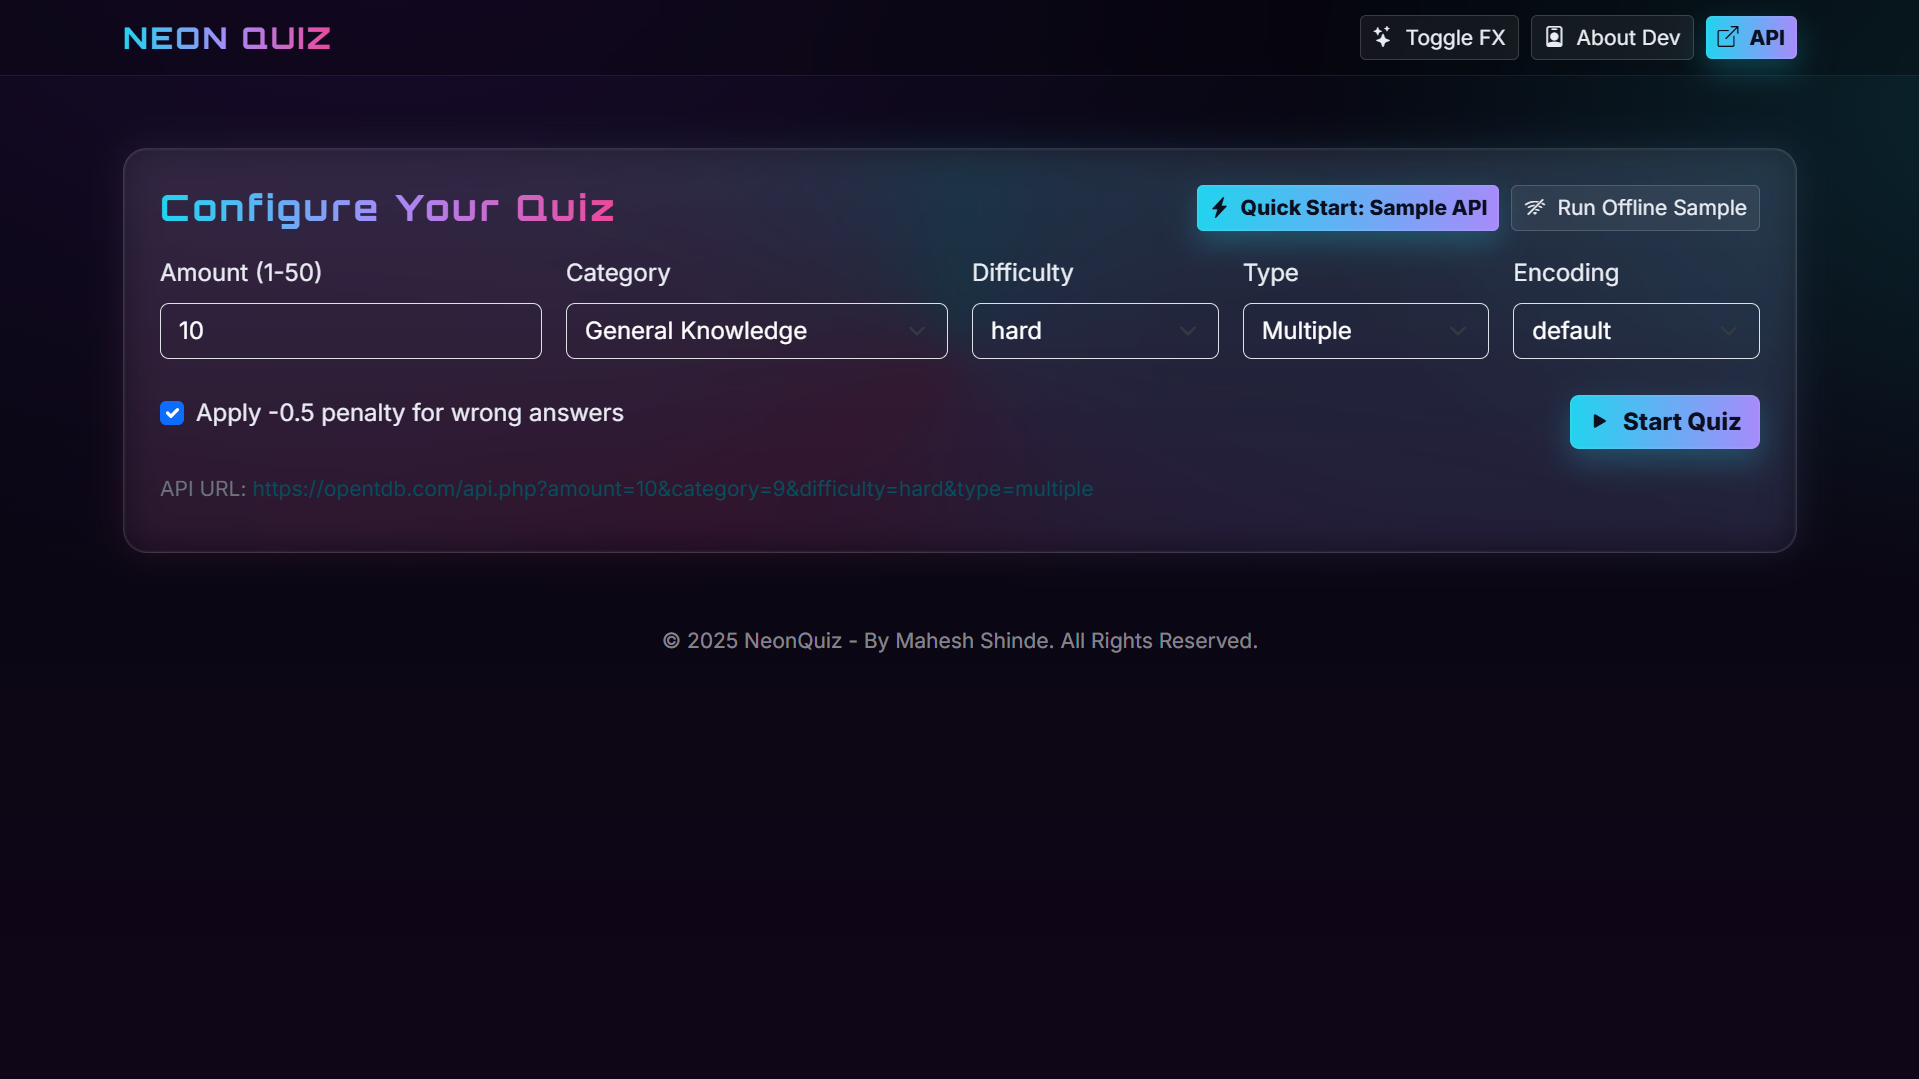 NEON QUIZ
Toggle FX
About Dev
API
Configure Your Quiz
Quick Start: Sample API
Run Offline Sample
Amount (1-50)
Category
Difficulty
Type
Encoding
10
General Knowledge
hard
Multiple
default
Apply -0.5 penalty for wrong answers
Start Quiz
API URL: https://opentdb.com/api.php?amount=10&category=9&difficulty=hard&type=multiple
© 2025 NeonQuiz - By Mahesh Shinde. All Rights Reserved.